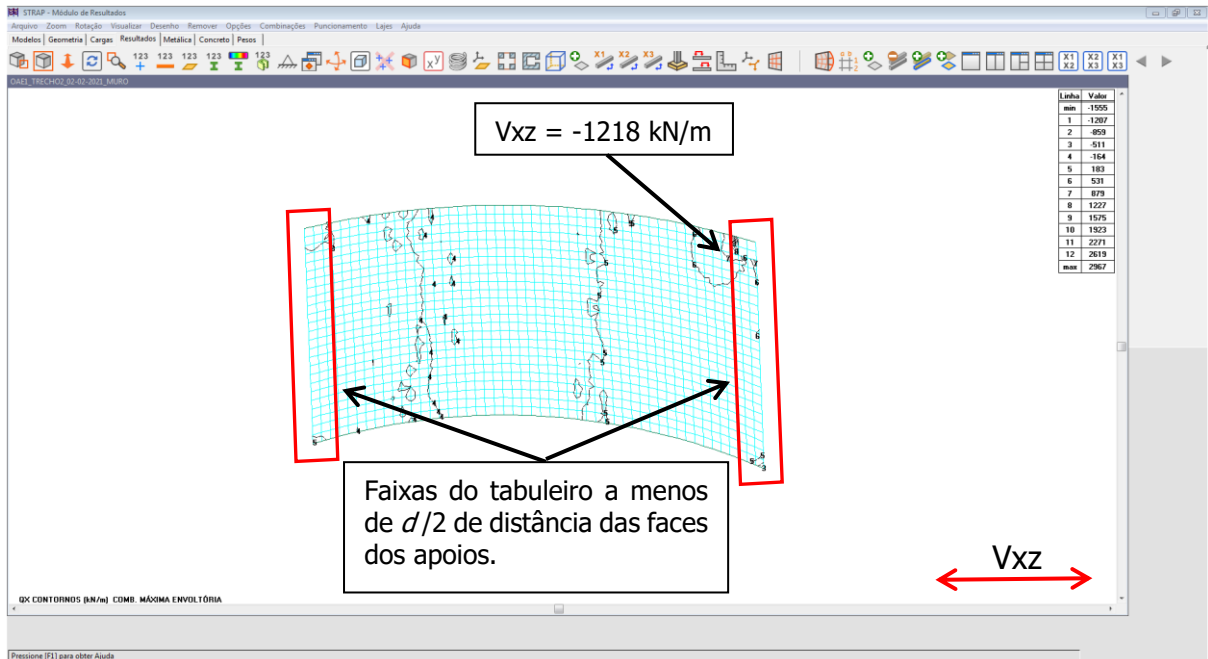 STRAP - Módulo de Resultados
Arquivo Zoom Rotação Visualizar Desenho Remover Opções Combinações Puncionamento Lajes Ajuda
Modelos Geometria Cargas Resultados Metálica Concreto Pesos
OAE1_TRECHO2_02-02-2021_MURO
Linha Valor
min -1555
1 -1207
2 -859
3 -511
4 -164
5 183
6 531
7 879
8 1227
9 1575
10 1923
11 2271
12 2619
max 2967
Vxz = -1218 kN/m
Faixas do tabuleiro a menos
de d/2 de distância das faces
dos apoios.
Vxz
QX CONTORNOS (kN/m) COMB. MÁXIMA ENVOLTÓRIA
Pressione [F1] para obter Ajuda